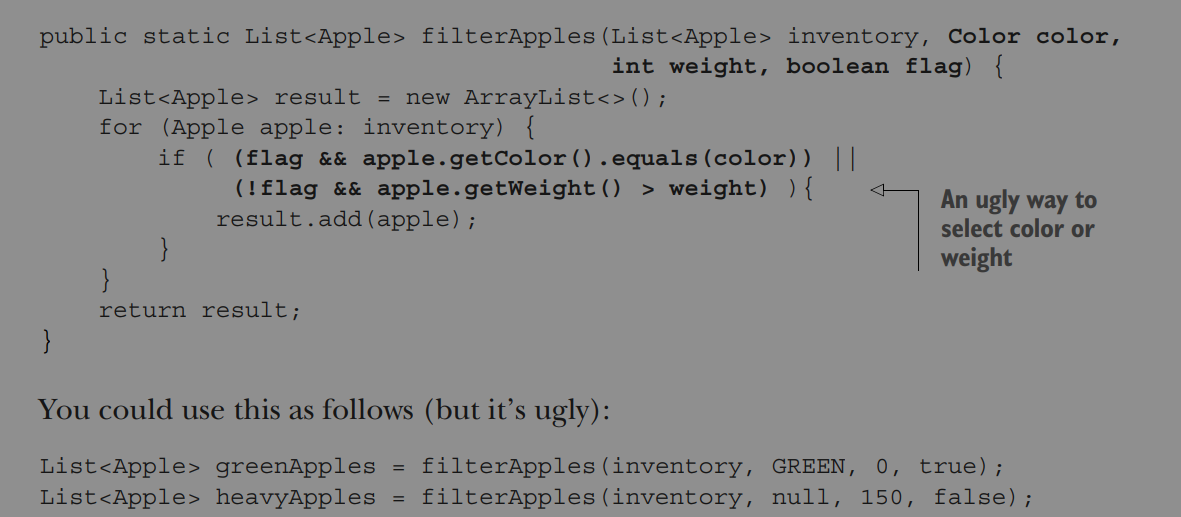 public static List<Apple> filterApples(List<Apple> inventory, Color color,
int weight, boolean flag) {
List<Apple> result = new ArrayList<>();
for (Apple apple: inventory) {
if ( (flag && apple.getColor().equals(color)) ||
(!flag && apple.getWeight() > weight) ){
result.add(apple);
}
}
return result;
}
An ugly way to
select color or
weight
You could use this as follows (but it's ugly):
List<Apple> greenApples = filterApples(inventory, GREEN, 0, true);
List<Apple> heavyApples = filterApples(inventory, null, 150, false);